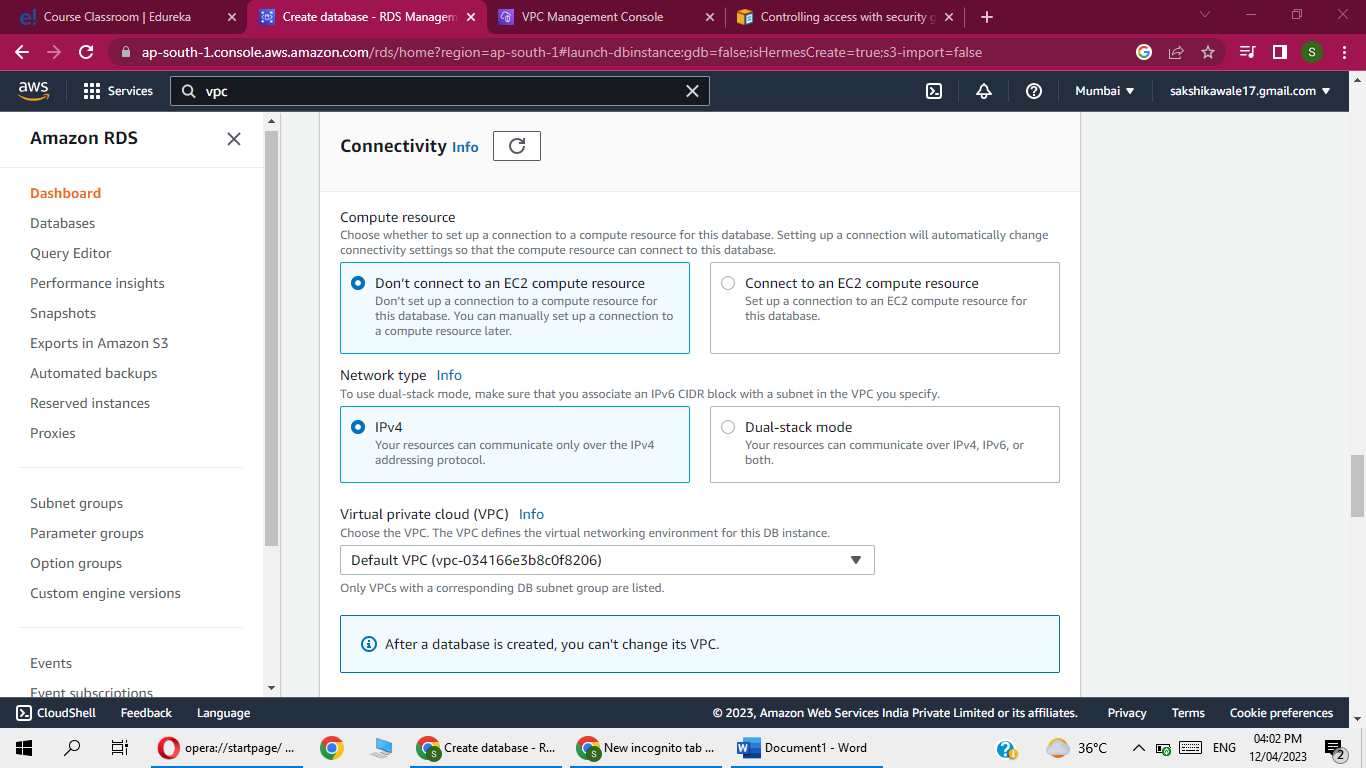 Course Classroom | Edureka
Create database - RDS Managem
VPC Management Console
Controlling access with security g
ap-south-1.console.aws.amazon.com/rds/home?region=ap-south-1#launch-dbinstance:gdb=false;isHermesCreate=true;s3-import=false
S
aws
Services
vpc
Mumbai
sakshikawale17.gmail.com
Amazon RDS
Dashboard
Databases
Query Editor
Performance insights
Snapshots
Exports in Amazon S3
Automated backups
Reserved instances
Proxies
Subnet groups
Parameter groups
Option groups
Custom engine versions
Events
Event subscriptions
Connectivity Info
Compute resource
Choose whether to set up a connection to a compute resource for this database. Setting up a connection will automatically change
connectivity settings so that the compute resource can connect to this database.
Don't connect to an EC2 compute resource
Don't set up a connection to a compute resource for
this database. You can manually set up a connection to
a compute resource later.
Connect to an EC2 compute resource
Set up a connection to an EC2 compute resource for
this database.
Network type Info
To use dual-stack mode, make sure that you associate an IPv6 CIDR block with a subnet in the VPC you specify.
IPv4
Your resources can communicate only over the IPv4
addressing protocol.
Dual-stack mode
Your resources can communicate over IPv4, IPv6, or
both.
Virtual private cloud (VPC) Info
Choose the VPC. The VPC defines the virtual networking environment for this DB instance.
Default VPC (vpc-034166e3b8c0f8206)
Only VPCs with a corresponding DB subnet group are listed.
After a database is created, you can't change its VPC.
CloudShell
Feedback
Language
© 2023, Amazon Web Services India Private Limited or its affiliates.
Privacy
Terms
Cookie preferences
opera://startpage/ ...
Create database - R...
New incognito tab ...
Document1 - Word
36°C
ENG
04:02 PM
12/04/2023
2